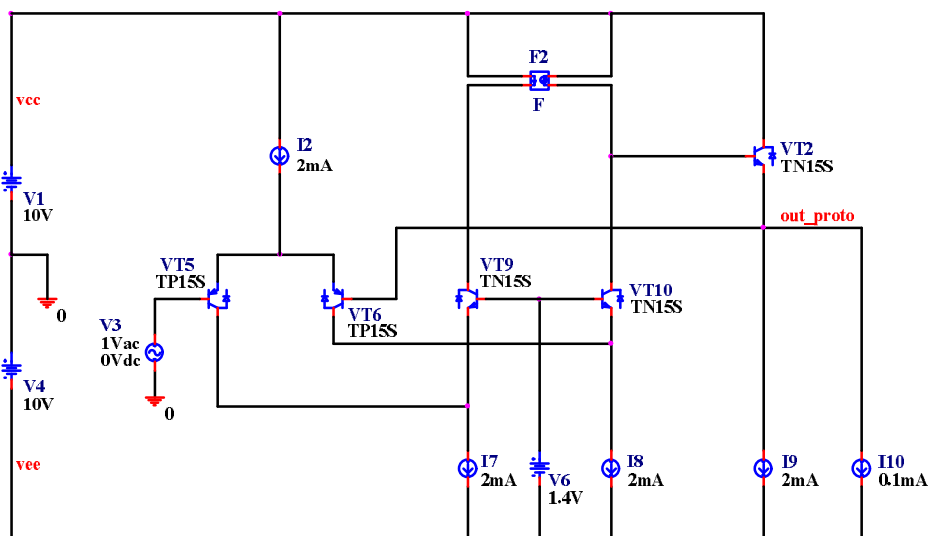 F2
F
vcc
I2
2mA
VT2
TN15S
V1
10V
out_proto
VT5
TP15S
VT9
TN15S
VT10
TN15S
VT6
TP15S
0
V3
1Vac
0Vdc
V4
10V
0
vee
I7
2mA
V6
1.4V
I8
2mA
I9
2mA
I10
0.1mA